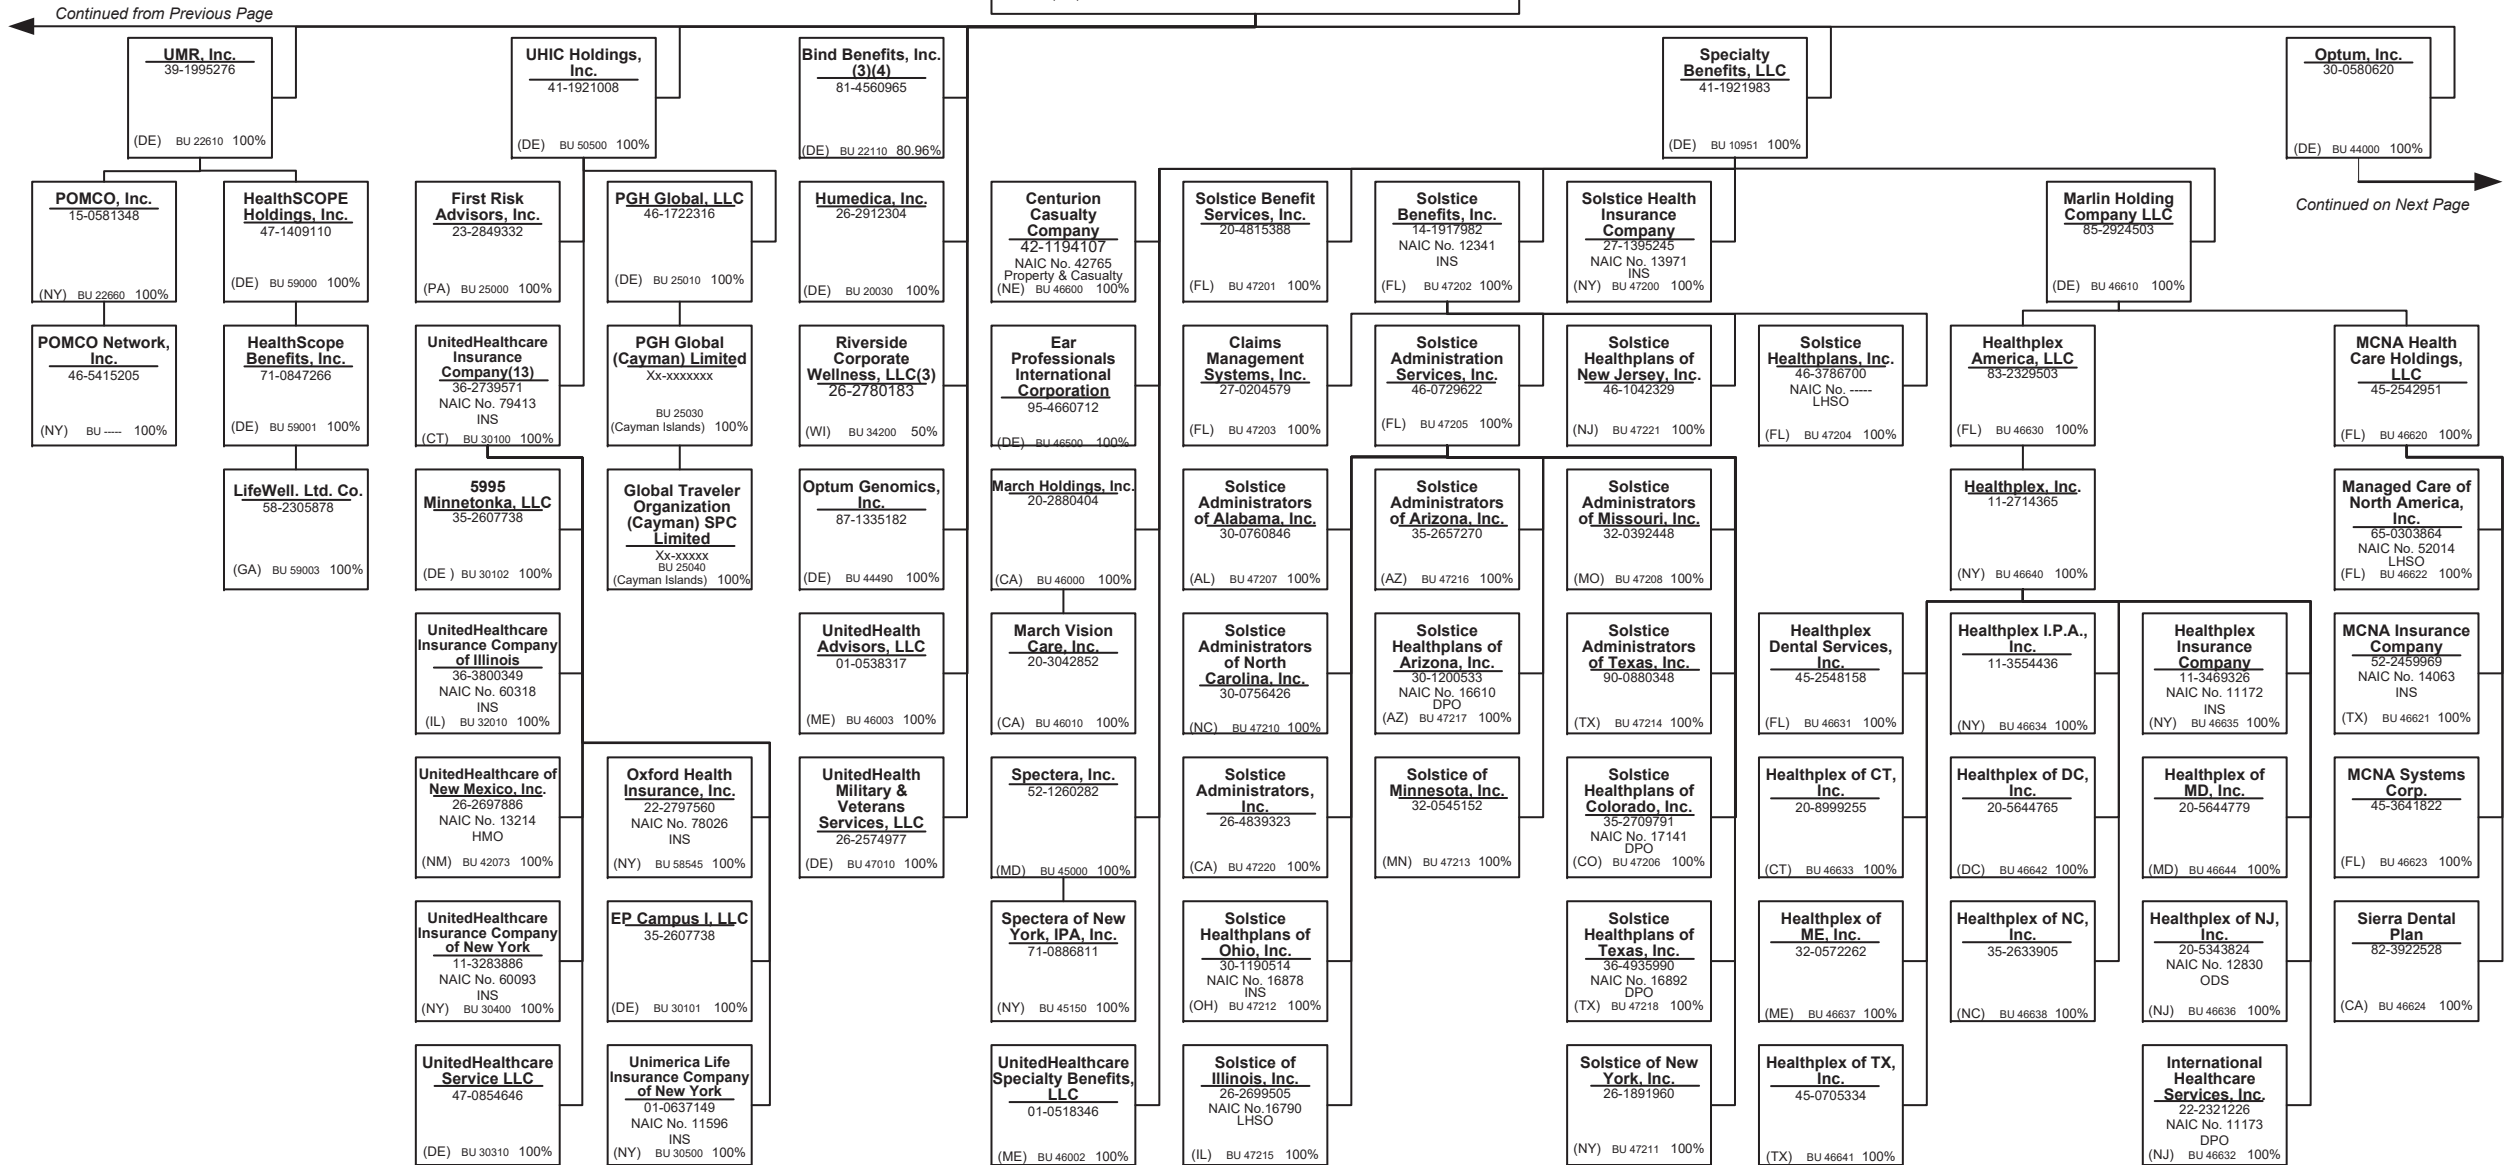 Continued from Previous Page
UMR, Inc.
39-1995276
(DE) BU 22610 100%
UHIC Holdings,
Inc.
41-1921008
(DE) BU 50500 100%
Bind Benefits, Inc.
(3)(4)
81-4560965
(DE) BU 22110 80.96%
Specialty
Benefits, LLC
41-1921983
(DE) BU 10951 100%
Optum, Inc.
30-0580620
(DE) BU 44000 100%
Continued on Next Page
POMCO, Inc.
15-0581348
(NY) BU 22660 100%
HealthSCOPE
Holdings, Inc.
47-1409110
(DE) BU 59000 100%
First Risk
Advisors, Inc.
23-2849332
(PA) BU 25000 100%
PGH Global, LLC
46-1722316
(DE) BU 25010 100%
Humedica, Inc.
26-2912304
(DE) BU 20030 100%
Centurion
Casualty
Company
42-1194107
NAIC No. 42765
Property & Casualty
(NE) BU 46600 100%
Solstice Benefit
Services, Inc.
20-4815388
(FL) BU 47201 100%
Solstice
Benefits, Inc.
14-1917982
NAIC No. 12341
INS
(FL) BU 47202 100%
Solstice Health
Insurance
Company
27-1395245
NAIC No. 13971
INS
(NY) BU 47200 100%
Marlin Holding
Company LLC
85-2924503
(DE) BU 46610 100%
POMCO Network,
Inc.
46-5415205
(NY) BU ----- 100%
HealthScope
Benefits, Inc.
71-0847266
(DE) BU 59001 100%
UnitedHealthcare
Insurance
Company(13)
36-2739571
NAIC No. 79413
INS
(CT) BU 30100 100%
PGH Global
(Cayman) Limited
Xx-xxxxxxx
BU 25030
(Cayman Islands) 100%
Riverside
Corporate
Wellness, LLC(3)
26-2780183
(WI) BU 34200 50%
Ear
Professionals
International
Corporation
95-4660712
(DE) BU 46500 100%
Claims
Management
Systems, Inc.
27-0204579
(FL) BU 47203 100%
Solstice
Administration
Services, Inc.
46-0729622
(FL) BU 47205 100%
Solstice
Healthplans of
New Jersey, Inc.
46-1042329
(NJ) BU 47221 100%
Solstice
Healthplans, Inc.
46-3786700
NAIC No. -----
LHSO
(FL) BU 47204 100%
Healthplex
America, LLC
83-2329503
(FL) BU 46630 100%
MCNA Health
Care Holdings,
LLC
45-2542951
(FL) BU 46620 100%
LifeWell. Ltd. Co.
58-2305878
(GA) BU 59003 100%
5995
Minnetonka, LLC
35-2607738
(DE ) BU 30102 100%
Global Traveler
Organization
(Cayman) SPC
Limited
Xx-xxxxx
BU 25040
(Cayman Islands) 100%
Optum Genomics,
Inc.
87-1335182
(DE) BU 44490 100%
March Holdings, Inc.
20-2880404
(CA) BU 46000 100%
Solstice
Administrators
of Alabama, Inc.
30-0760846
(AL) BU 47207 100%
Solstice
Administrators
of Arizona, Inc.
35-2657270
(AZ) BU 47216 100%
Solstice
Administrators
of Missouri, Inc.
32-0392448
(MO) BU 47208 100%
Healthplex, Inc.
11-2714365
(NY) BU 46640 100%
Managed Care of
North America,
Inc.
65-0303864
NAIC No. 52014
LHSO
(FL) BU 46622 100%
UnitedHealthcare
Insurance Company
of Illinois
36-3800349
NAIC No. 60318
INS
(IL) BU 32010 100%
UnitedHealth
Advisors, LLC
01-0538317
(ME) BU 46003 100%
March Vision
Care, Inc.
20-3042852
(CA) BU 46010 100%
Solstice
Administrators
of North
Carolina, Inc.
30-0756426
(NC) BU 47210 100%
Solstice
Healthplans of
Arizona, Inc.
30-1200533
NAIC No. 16610
DPO
(AZ) BU 47217 100%
Solstice
Administrators
of Texas, Inc.
90-0880348
(TX) BU 47214 100%
Healthplex
Dental Services,
Inc.
45-2548158
(FL) BU 46631 100%
Healthplex I.P.A.,
Inc.
11-3554436
(NY) BU 46634 100%
Healthplex
Insurance
Company
11-3469326
NAIC No. 11172
INS
(NY) BU 46635 100%
MCNA Insurance
Company
52-2459969
NAIC No. 14063
INS
(TX) BU 46621 100%
UnitedHealthcare of
New Mexico, Inc.
26-2697886
NAIC No. 13214
HMO
(NM) BU 42073 100%
Oxford Health
Insurance, Inc.
22-2797560
NAIC No. 78026
INS
(NY) BU 58545 100%
UnitedHealth
Military &
Veterans
Services, LLC
26-2574977
(DE) BU 47010 100%
Spectera, Inc.
52-1260282
(MD) BU 45000 100%
Solstice
Administrators,
Inc.
26-4839323
(CA) BU 47220 100%
Solstice of
Minnesota, Inc.
32-0545152
(MN) BU 47213 100%
Solstice
Healthplans of
Colorado, Inc.
35-2709791
NAIC No. 17141
DPO
(CO) BU 47206 100%
Healthplex of CT,
Inc.
20-8999255
(CT) BU 46633 100%
Healthplex of DC,
Inc.
20-5644765
(DC) BU 46642 100%
Healthplex of
MD, Inc.
20-5644779
(MD) BU 46644 100%
MCNA Systems
Corp.
45-3641822
(FL) BU 46623 100%
UnitedHealthcare
Insurance Company
of New York
11-3283886
NAIC No. 60093
INS
(NY) BU 30400 100%
EP Campus I, LLC
35-2607738
(DE) BU 30101 100%
Spectera of New
York, IPA, Inc.
71-0886811
(NY) BU 45150 100%
Solstice
Healthplans of
Ohio, Inc.
30-1190514
NAIC No. 16878
INS
(OH) BU 47212 100%
Solstice
Healthplans of
Texas, Inc.
36-4935990
NAIC No. 16892
DPO
(TX) BU 47218 100%
Healthplex of
ME, Inc.
32-0572262
(ME) BU 46637 100%
Healthplex of NC,
Inc.
35-2633905
(NC) BU 46638 100%
Healthplex of NJ,
Inc.
20-5343824
NAIC No. 12830
ODS
(NJ) BU 46636 100%
Sierra Dental
Plan
82-3922528
(CA) BU 46624 100%
UnitedHealthcare
Service LLC
47-0854646
(DE) BU 30310 100%
Unimerica Life
Insurance Company
of New York
01-0637149
NAIC No. 11596
INS
(NY) BU 30500 100%
UnitedHealthcare
Specialty Benefits,
LLC
01-0518346
(ME) BU 46002 100%
Solstice of
Illinois, Inc.
26-2699505
NAIC No.16790
LHSO
(IL) BU 47215 100%
Solstice of New
York, Inc.
26-1891960
(NY) BU 47211 100%
Healthplex of TX,
Inc.
45-0705334
(TX) BU 46641 100%
International
Healthcare
Services, Inc.
22-2321226
NAIC No. 11173
DPO
(NJ) BU 46632 100%